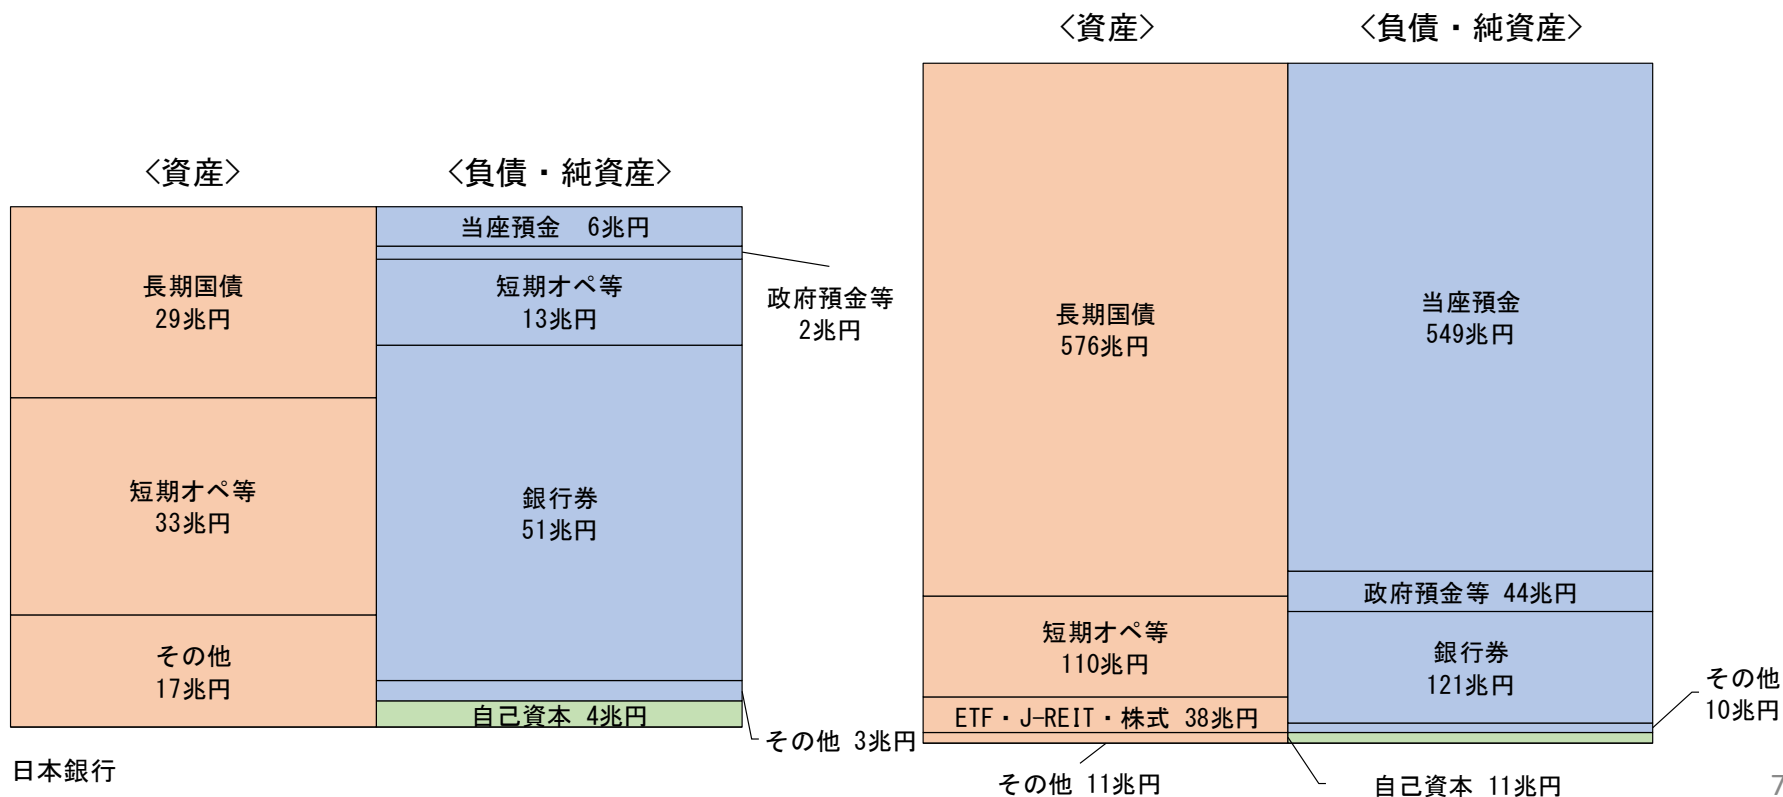 〈資産〉
〈負債・純資産〉
長期国債
29兆円
短期オペ等
33兆円
その他
17兆円
当座預金　6兆円
政府預金等
2兆円
短期オペ等
13兆円
銀行券
51兆円
その他 3兆円
自己資本 4兆円
〈資産〉
〈負債・純資産〉
長期国債
576兆円
短期オペ等
110兆円
ETF・J-REIT・株式 38兆円
その他 11兆円
当座預金
549兆円
政府預金等 44兆円
銀行券
121兆円
その他
10兆円
自己資本 11兆円
日本銀行
7